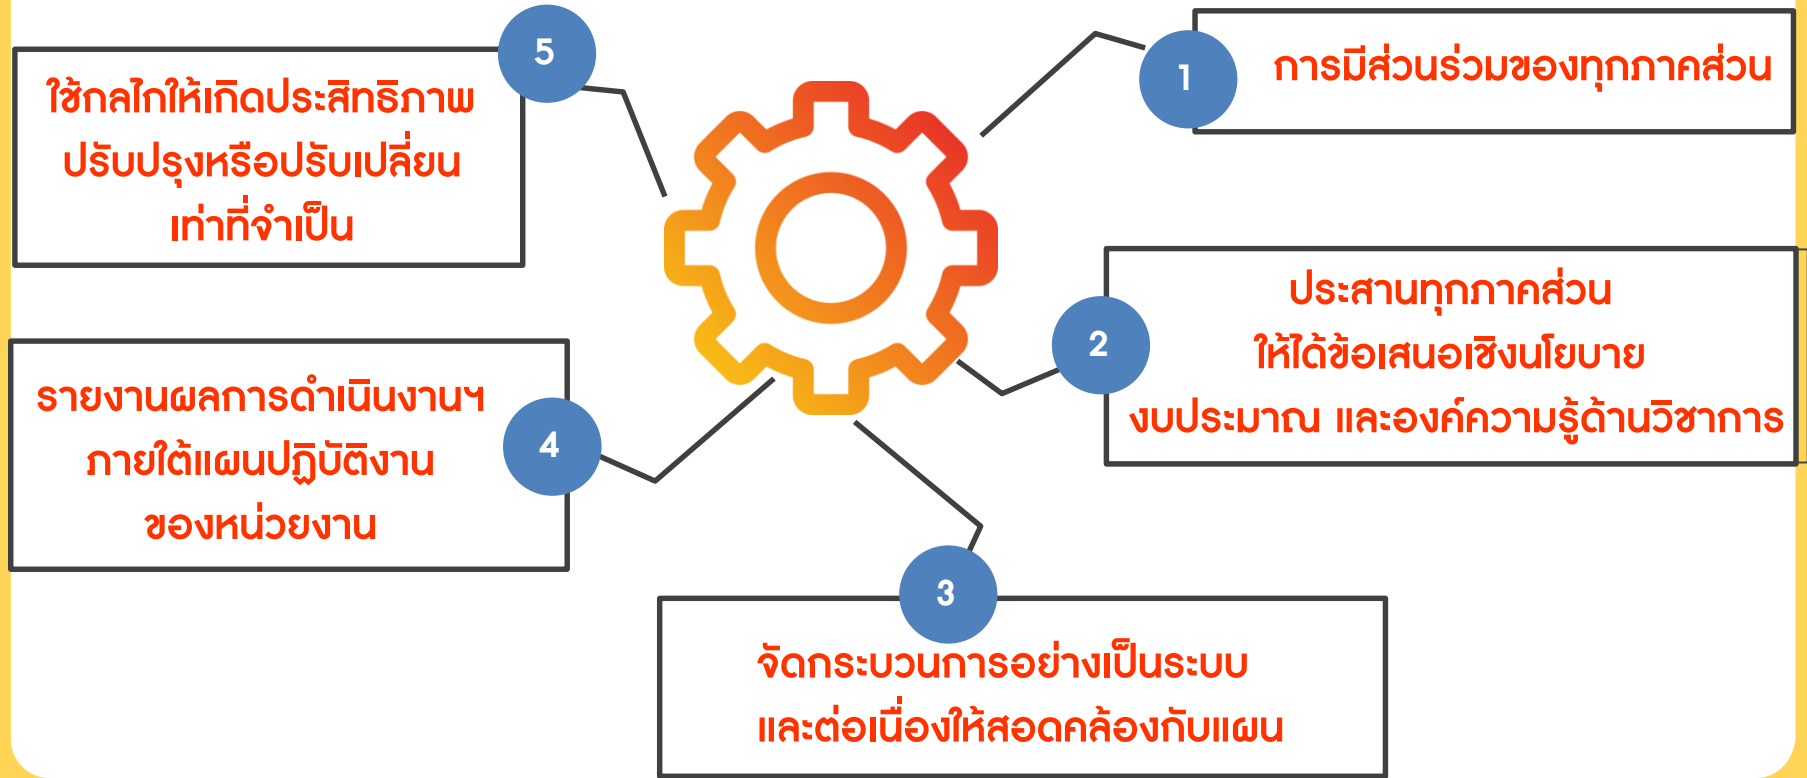 1
การมีส่วนร่วมของทุกภาคส่วน
2
ประสานทุกภาคส่วน
ให้ได้ข้อเสนอเชิงนโยบาย
งบประมาณ และองค์ความรู้ด้านวิชาการ
3
จัดกระบวนการอย่างเป็นระบบ
และต่อเนื่องให้สอดคล้องกับแผน
4
รายงานผลการดำเนินงานฯ
ภายใต้แผนปฏิบัติงาน
ของหน่วยงาน
5
ใช้กลไกให้เกิดประสิทธิภาพ
ปรับปรุงหรือปรับเปลี่ยน
เท่าที่จำเป็น